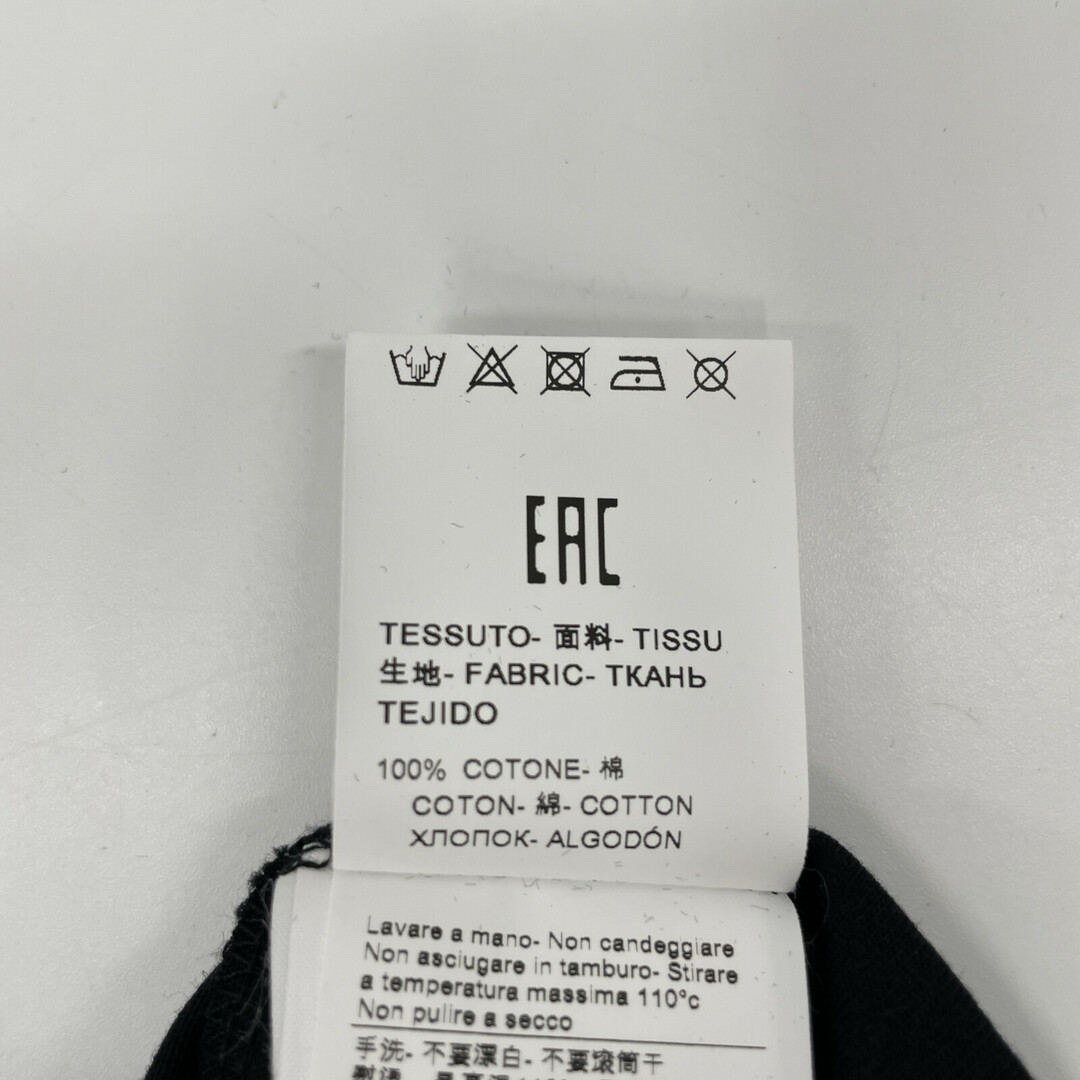 EAC
TESSUTO- 面料- TISSU
生地- FABRIC- ТКАНЬ
TEJIDO
100% COTONE- 棉
COTON- 綿- COTTON
ХЛОПОК- ALGODÓN
Lavare a mano- Non candeggiare
Non asciugare in tamburo- Stirare
a temperatura massima 110°c
Non pulire a secco
手洗- 不要漂白- 不要滚筒干